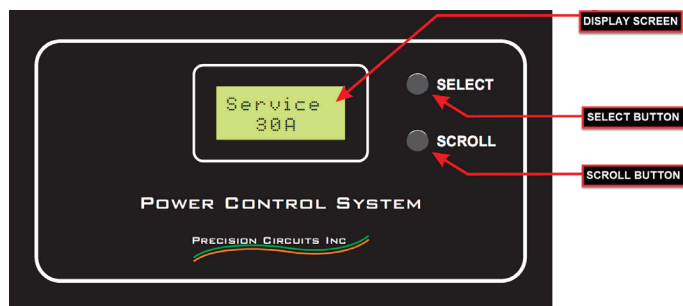 DISPLAY SCREEN
Service
30A
SELECT
SELECT BUTTON
SCROLL
SCROLL BUTTON
POWER CONTROL SYSTEM
PRECISION CIRCUITS INC